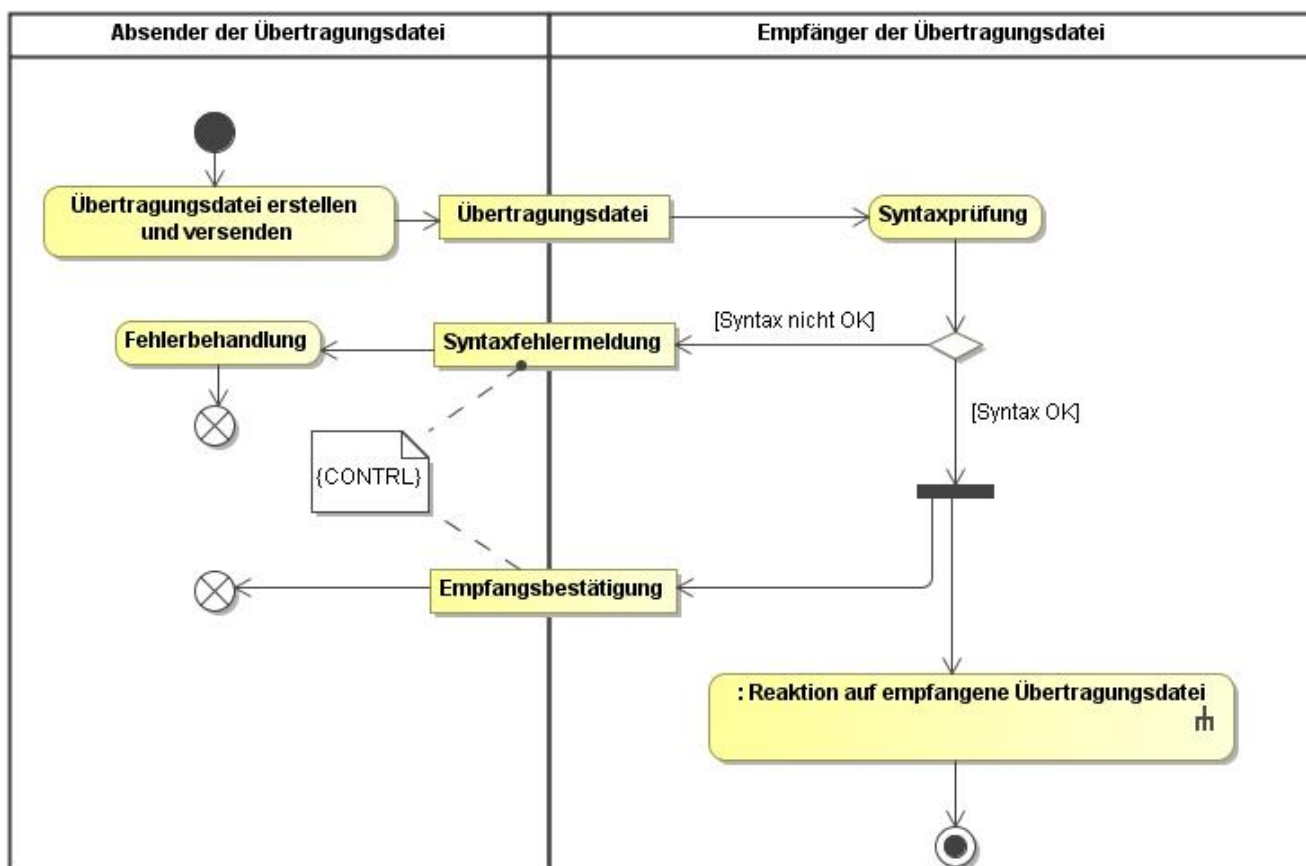 Absender der Übertragungsdatei
Empfänger der Übertragungsdatei
Übertragungsdatei erstellen
und versenden
Übertragungsdatei
Syntaxprüfung
[Syntax nicht OK]
Fehlerbehandlung
Syntaxfehlermeldung
[Syntax OK]
{CONTRL}
Empfangsbestätigung
: Reaktion auf empfangene Übertragungsdatei